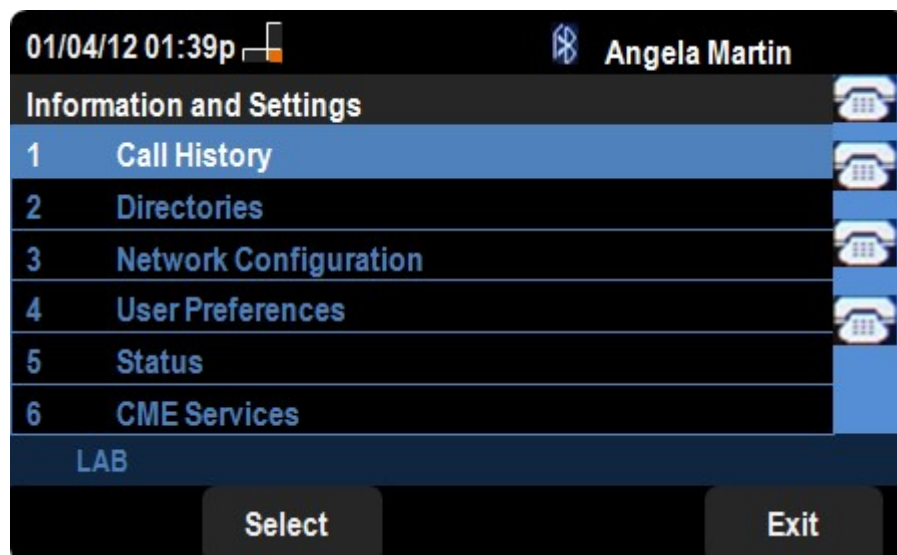 01/04/12 01:39p Angela Martin
Information and Settings
1 Call History
2 Directories
3 Network Configuration
4 User Preferences
5 Status
6 CME Services
LAB
Select Exit